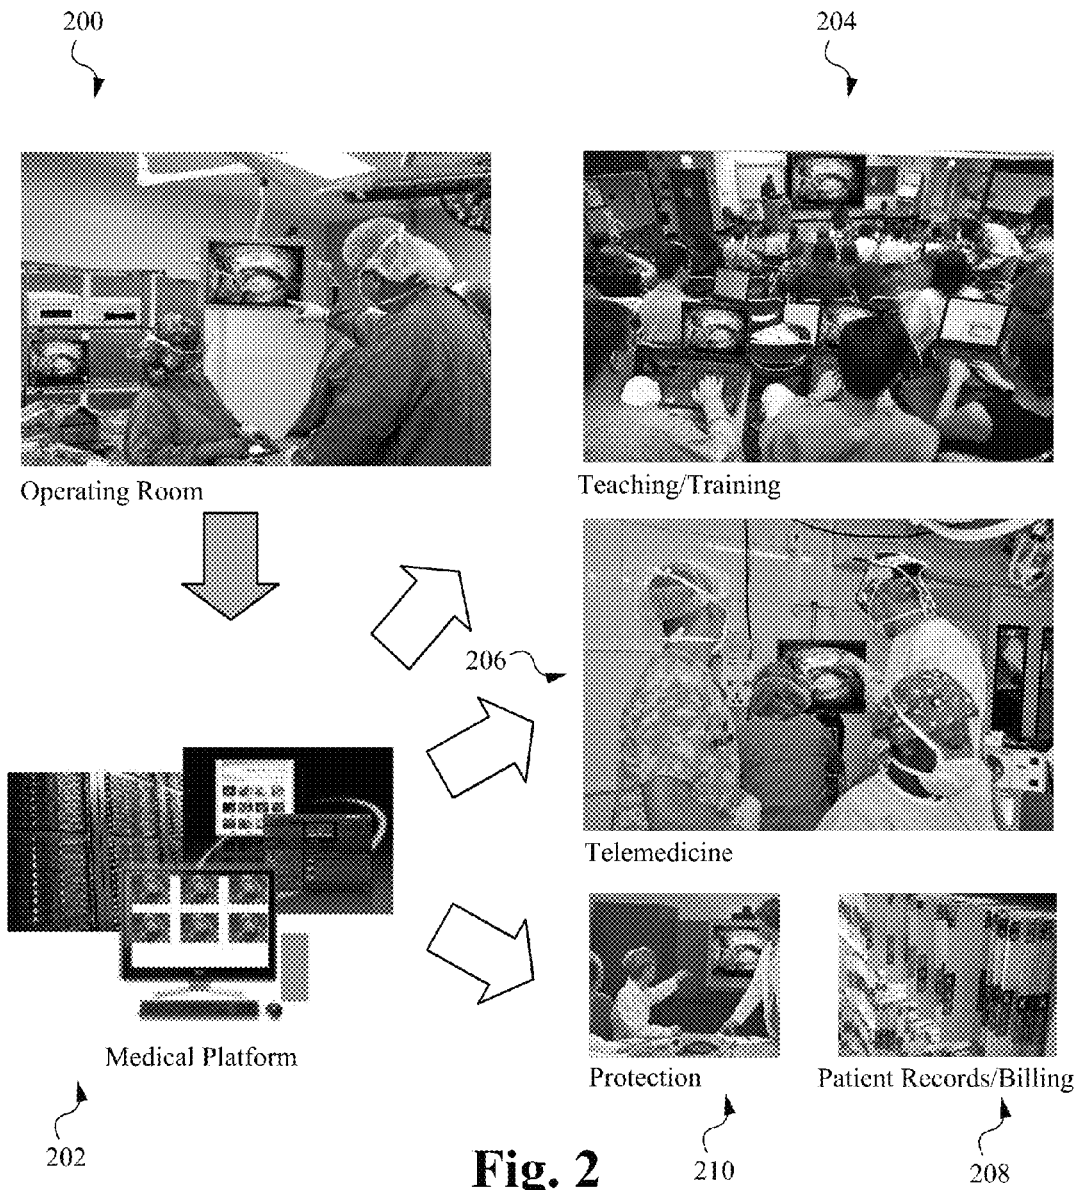 200
204
Operating Room
Teaching/Training
206
Telemedicine
Medical Platform
Protection
Patient Records/Billing
202
210
208
Fig. 2